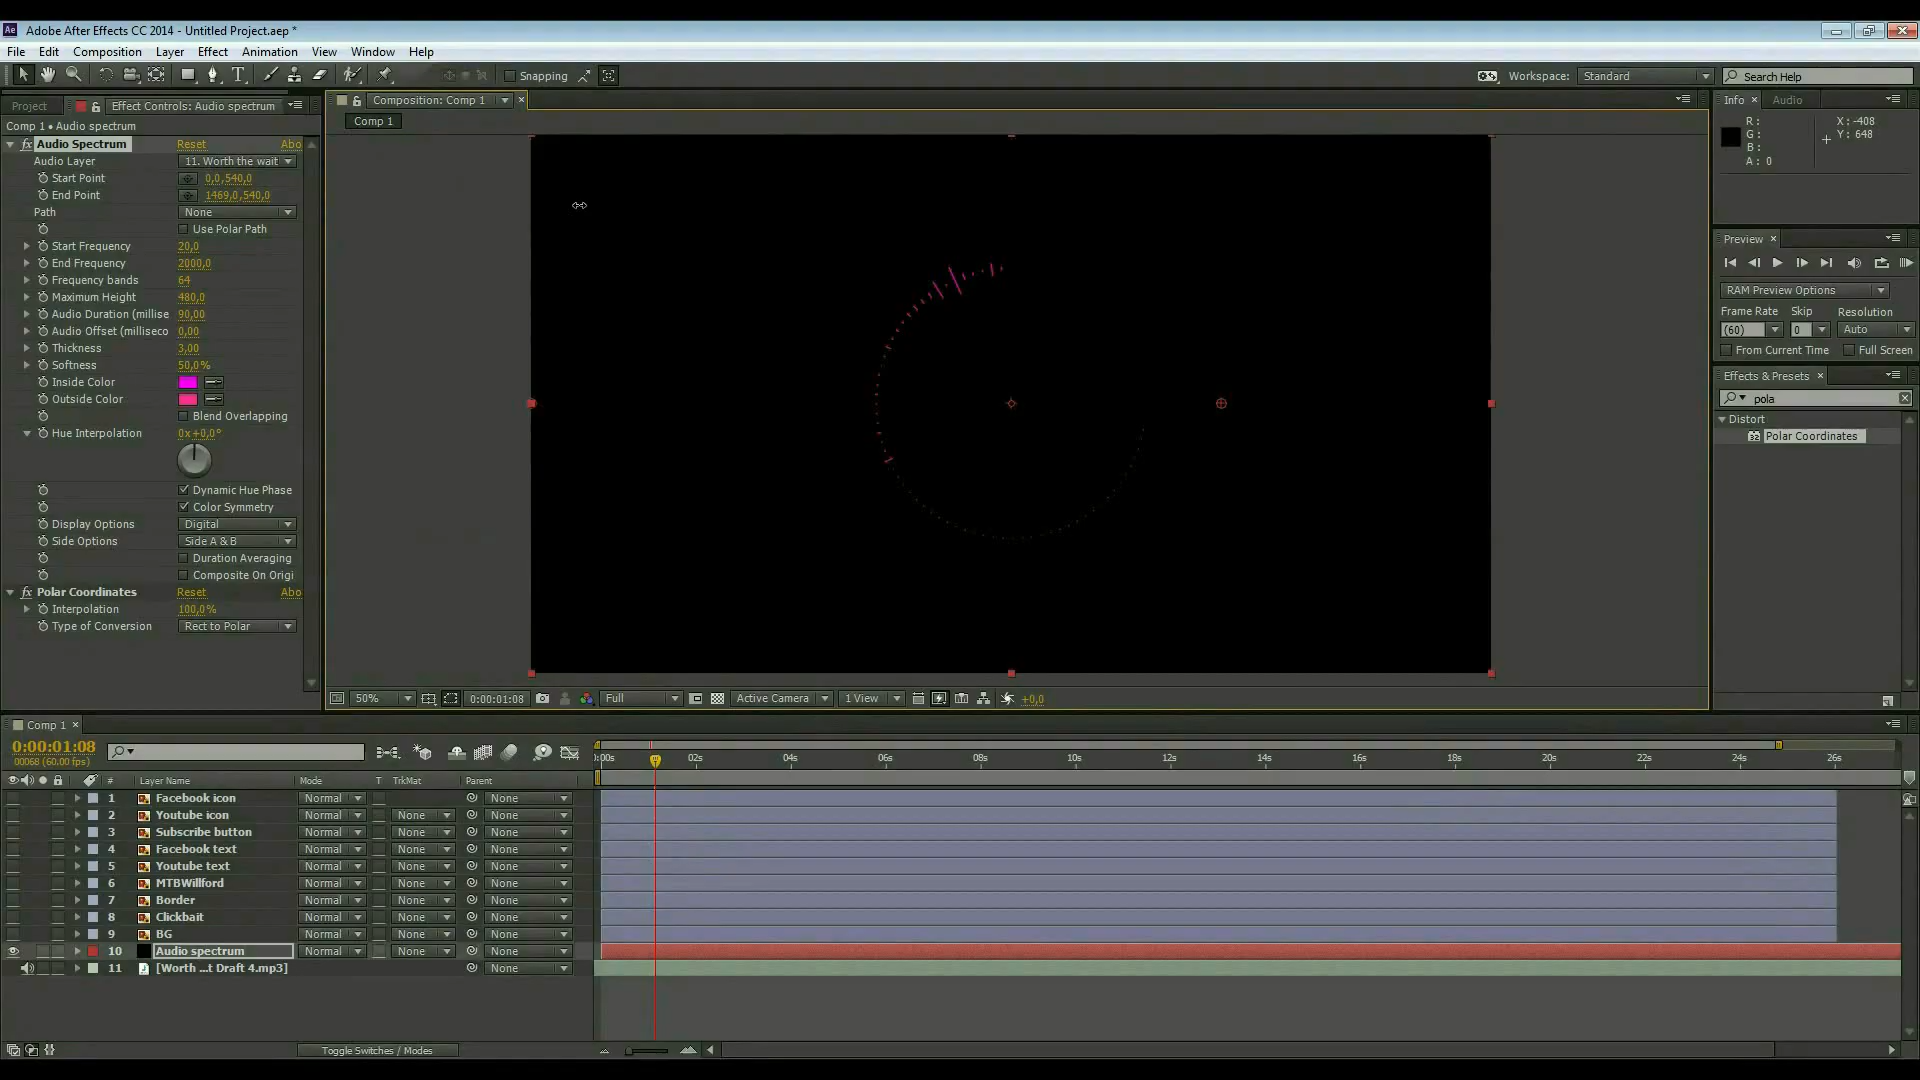 Adobe After Effects CC 2014 - Untitled Project.aep *
File Edit Composition Layer Effect Animation View Window Help
Snapping
Workspace: Standard
Search Help
Project Effect Controls: Audio spectrum
Comp 1 • Audio spectrum
fx Audio Spectrum Reset Abo
Audio Layer 11. Worth the wait
Start Point 0,0,540,0
End Point 1469,0,540,0
Path None
Use Polar Path
Start Frequency 20,0
End Frequency 2000,0
Frequency bands 64
Maximum Height 480,0
Audio Duration (millise 90,00
Audio Offset (milliseco 0,00
Thickness 3,00
Softness 50,0%
Inside Color
Outside Color
Blend Overlapping
Hue Interpolation 0x+0,0°
Dynamic Hue Phase
Color Symmetry
Display Options Digital
Side Options Side A & B
Duration Averaging
Composite On Origi
fx Polar Coordinates Reset Abo
Interpolation 100,0%
Type of Conversion Rect to Polar
Composition: Comp 1
Comp 1
50% 0:00:01:08 Full Active Camera 1 View +0,0
Info Audio
R:
G:
B:
A: 0
X: -408
Y: 648
Preview
RAM Preview Options
Frame Rate Skip Resolution
(60) 0 Auto
From Current Time Full Screen
Effects & Presets
pola
Distort
32 Polar Coordinates
Comp 1
0:00:01:08
00068 (60.00 fps)
# Layer Name Mode T TrkMat Parent
:00s 02s 04s 06s 08s 10s 12s 14s 16s 18s 20s 22s 24s 26s
1 Facebook icon Normal None
2 Youtube icon Normal None None
3 Subscribe button Normal None None
4 Facebook text Normal None None
5 Youtube text Normal None None
6 MTBWillford Normal None None
7 Border Normal None None
8 Clickbait Normal None None
9 BG Normal None None
10 Audio spectrum Normal None None
11 [Worth ...t Draft 4.mp3] None
Toggle Switches / Modes